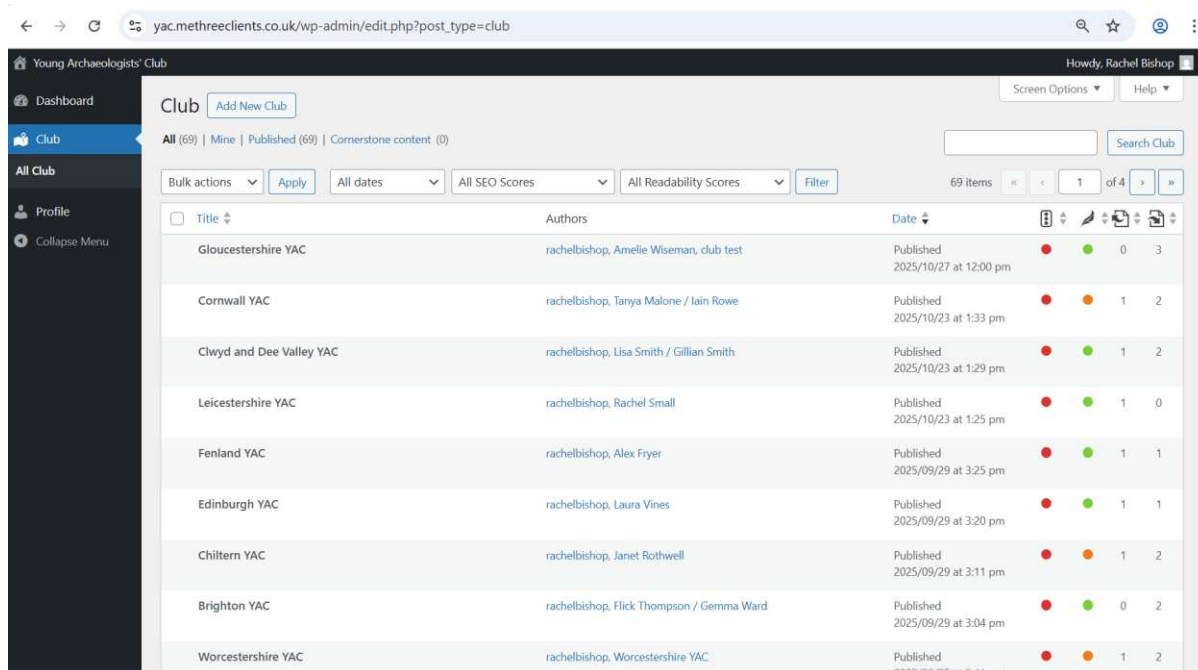 yac.methreeclients.co.uk/wp-admin/edit.php?post_type=club
Young Archaeologists' Club
Howdy, Rachel Bishop
Dashboard
Club
All Club
Profile
Collapse Menu
Screen Options ▼ Help ▼
Club Add New Club
All (69) | Mine | Published (69) | Cornerstone content (0)
Search Club
Bulk actions Apply All dates All SEO Scores All Readability Scores Filter 69 items « ‹ 1 of 4 › »
Title Authors Date
Gloucestershire YAC rachelbishop, Amelie Wiseman, club test Published 0 3
2025/10/27 at 12:00 pm
Cornwall YAC rachelbishop, Tanya Malone / Iain Rowe Published 1 2
2025/10/23 at 1:33 pm
Clwyd and Dee Valley YAC rachelbishop, Lisa Smith / Gillian Smith Published 1 2
2025/10/23 at 1:29 pm
Leicestershire YAC rachelbishop, Rachel Small Published 1 0
2025/10/23 at 1:25 pm
Fenland YAC rachelbishop, Alex Fryer Published 1 1
2025/09/29 at 3:25 pm
Edinburgh YAC rachelbishop, Laura Vines Published 1 1
2025/09/29 at 3:20 pm
Chiltern YAC rachelbishop, Janet Rothwell Published 1 2
2025/09/29 at 3:11 pm
Brighton YAC rachelbishop, Flick Thompson / Gemma Ward Published 0 2
2025/09/29 at 3:04 pm
Worcestershire YAC rachelbishop, Worcestershire YAC Published 1 2